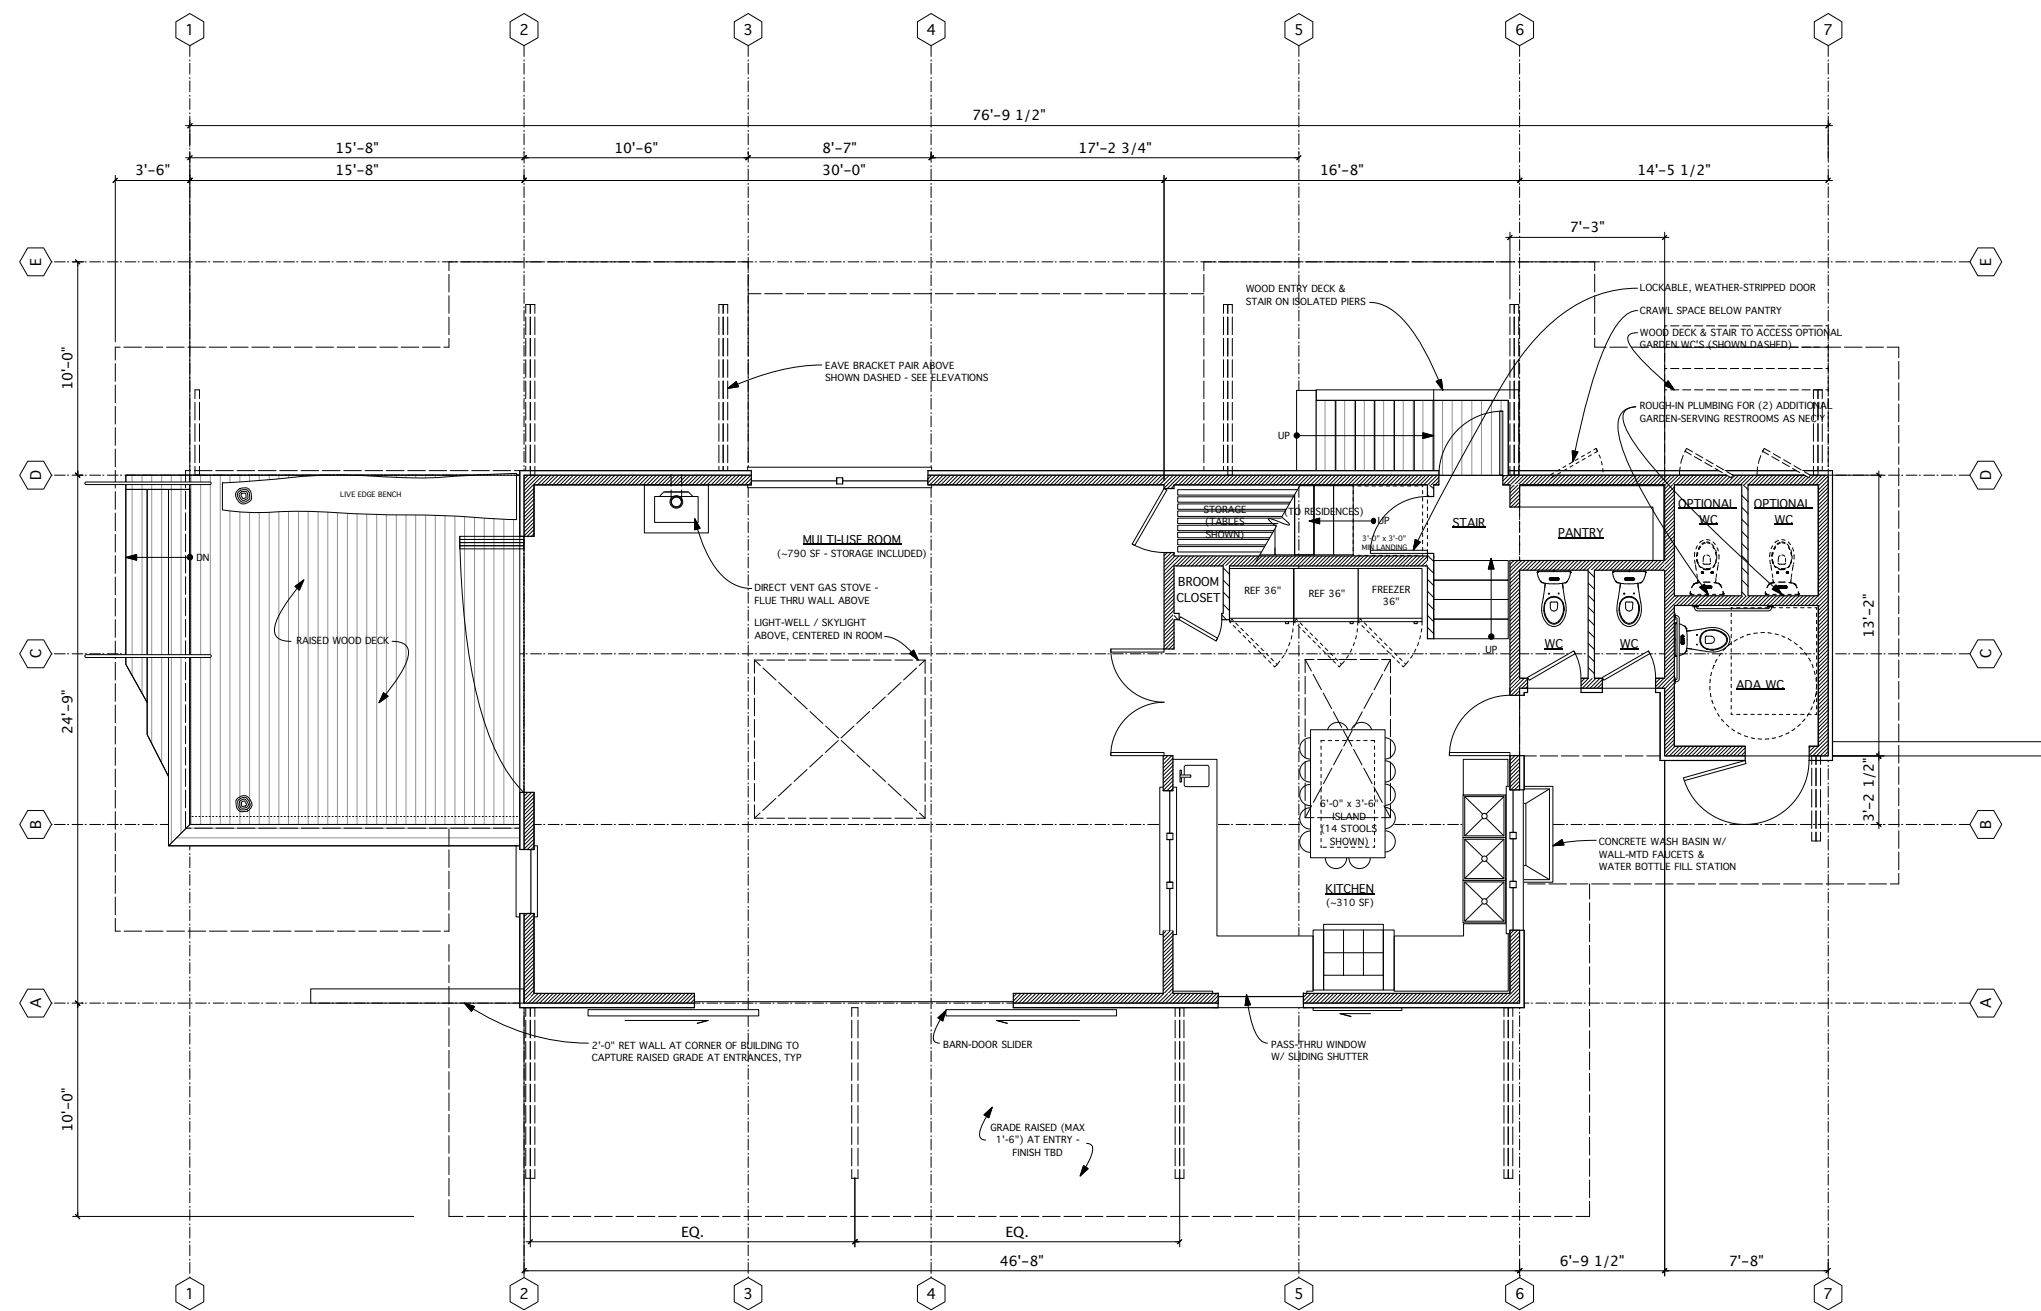 1 2 3 4 5 6 7
76'-9 1/2"
15'-8" 10'-6" 8'-7" 17'-2 3/4"
3'-6" 15'-8" 30'-0" 16'-8" 14'-5 1/2"
7'-3"
E E
WOOD ENTRY DECK &
STAIR ON ISOLATED PIERS
LOCKABLE, WEATHER-STRIPPED DOOR
CRAWL SPACE BELOW PANTRY
WOOD DECK & STAIR TO ACCESS OPTIONAL
GARDEN WC'S (SHOWN DASHED)
10'-0"
EAVE BRACKET PAIR ABOVE
SHOWN DASHED - SEE ELEVATIONS
ROUGH-IN PLUMBING FOR (2) ADDITIONAL
GARDEN-SERVING RESTROOMS AS NEC'Y
UP
D D
LIVE EDGE BENCH
STORAGE
(TABLES
SHOWN)
(TO RESIDENCES)
UP
3'-0" x 3'-0"
MIN LANDING
STAIR
PANTRY
OPTIONAL
WC
OPTIONAL
WC
MULTI-USE ROOM
(~790 SF - STORAGE INCLUDED)
DN
DIRECT VENT GAS STOVE -
FLUE THRU WALL ABOVE
BROOM
CLOSET
REF 36"
REF 36"
FREEZER
36"
LIGHT-WELL / SKYLIGHT
ABOVE, CENTERED IN ROOM
RAISED WOOD DECK
UP
WC
WC
13'-2"
C C
ADA WC
24'-9"
3'-2 1/2"
6'-0" x 3'-6"
ISLAND
(14 STOOLS
SHOWN)
B B
CONCRETE WASH BASIN W/
WALL-MTD FAUCETS &
WATER BOTTLE FILL STATION
KITCHEN
(~310 SF)
A A
2'-0" RET WALL AT CORNER OF BUILDING TO
CAPTURE RAISED GRADE AT ENTRANCES, TYP
BARN-DOOR SLIDER
PASS-THRU WINDOW
W/ SLIDING SHUTTER
10'-0"
GRADE RAISED (MAX
1'-6") AT ENTRY -
FINISH TBD
EQ. EQ.
46'-8" 6'-9 1/2" 7'-8"
1 2 3 4 5 6 7